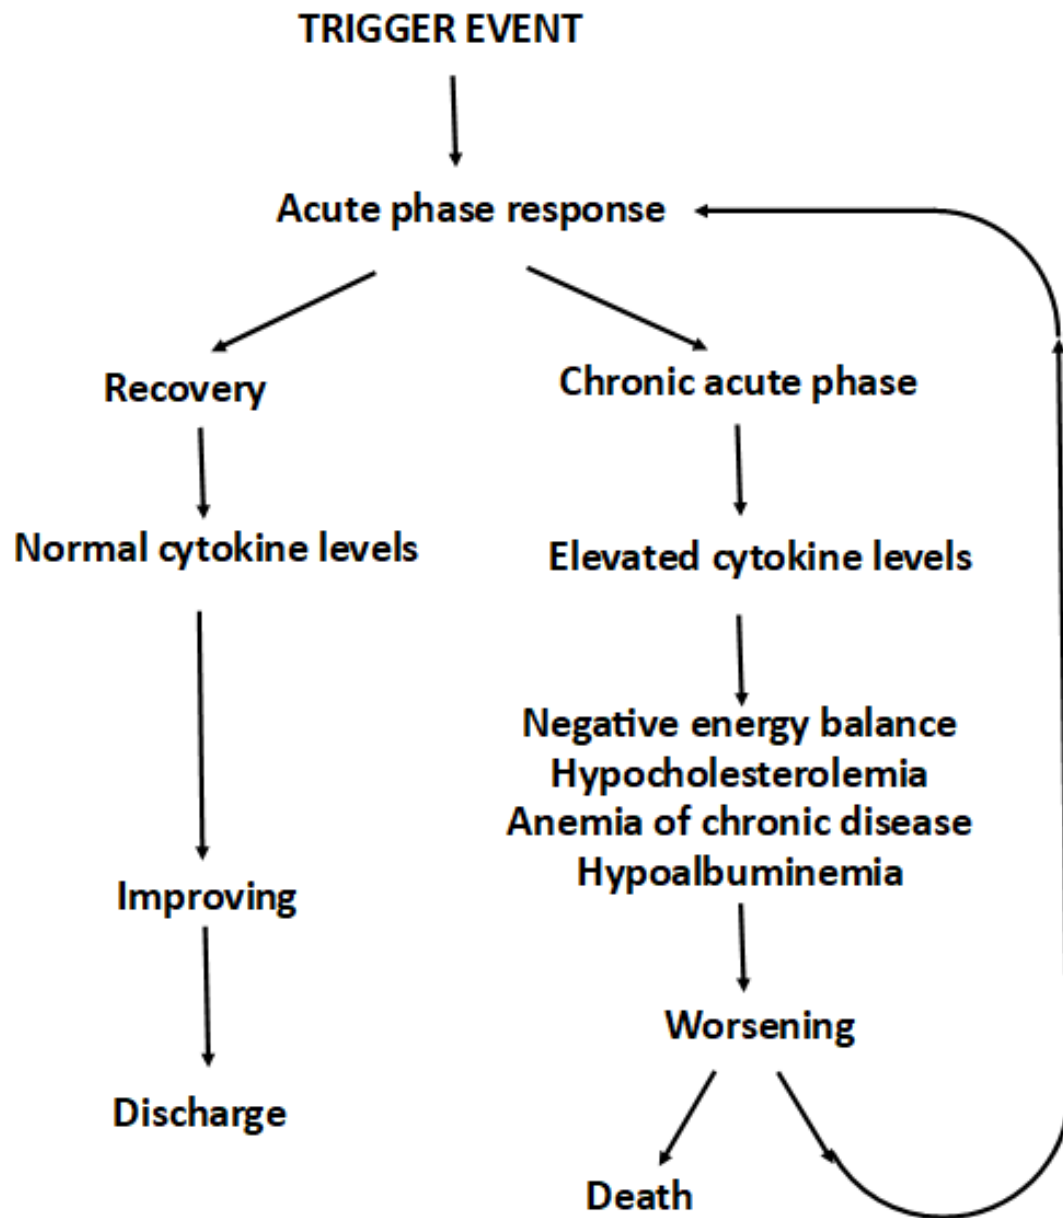 TRIGGER EVENT
Acute phase response
Recovery
Chronic acute phase
Normal cytokine levels
Elevated cytokine levels
Negative energy balance
Hypocholesterolemia
Anemia of chronic disease
Hypoalbuminemia
Improving
Worsening
Discharge
Death